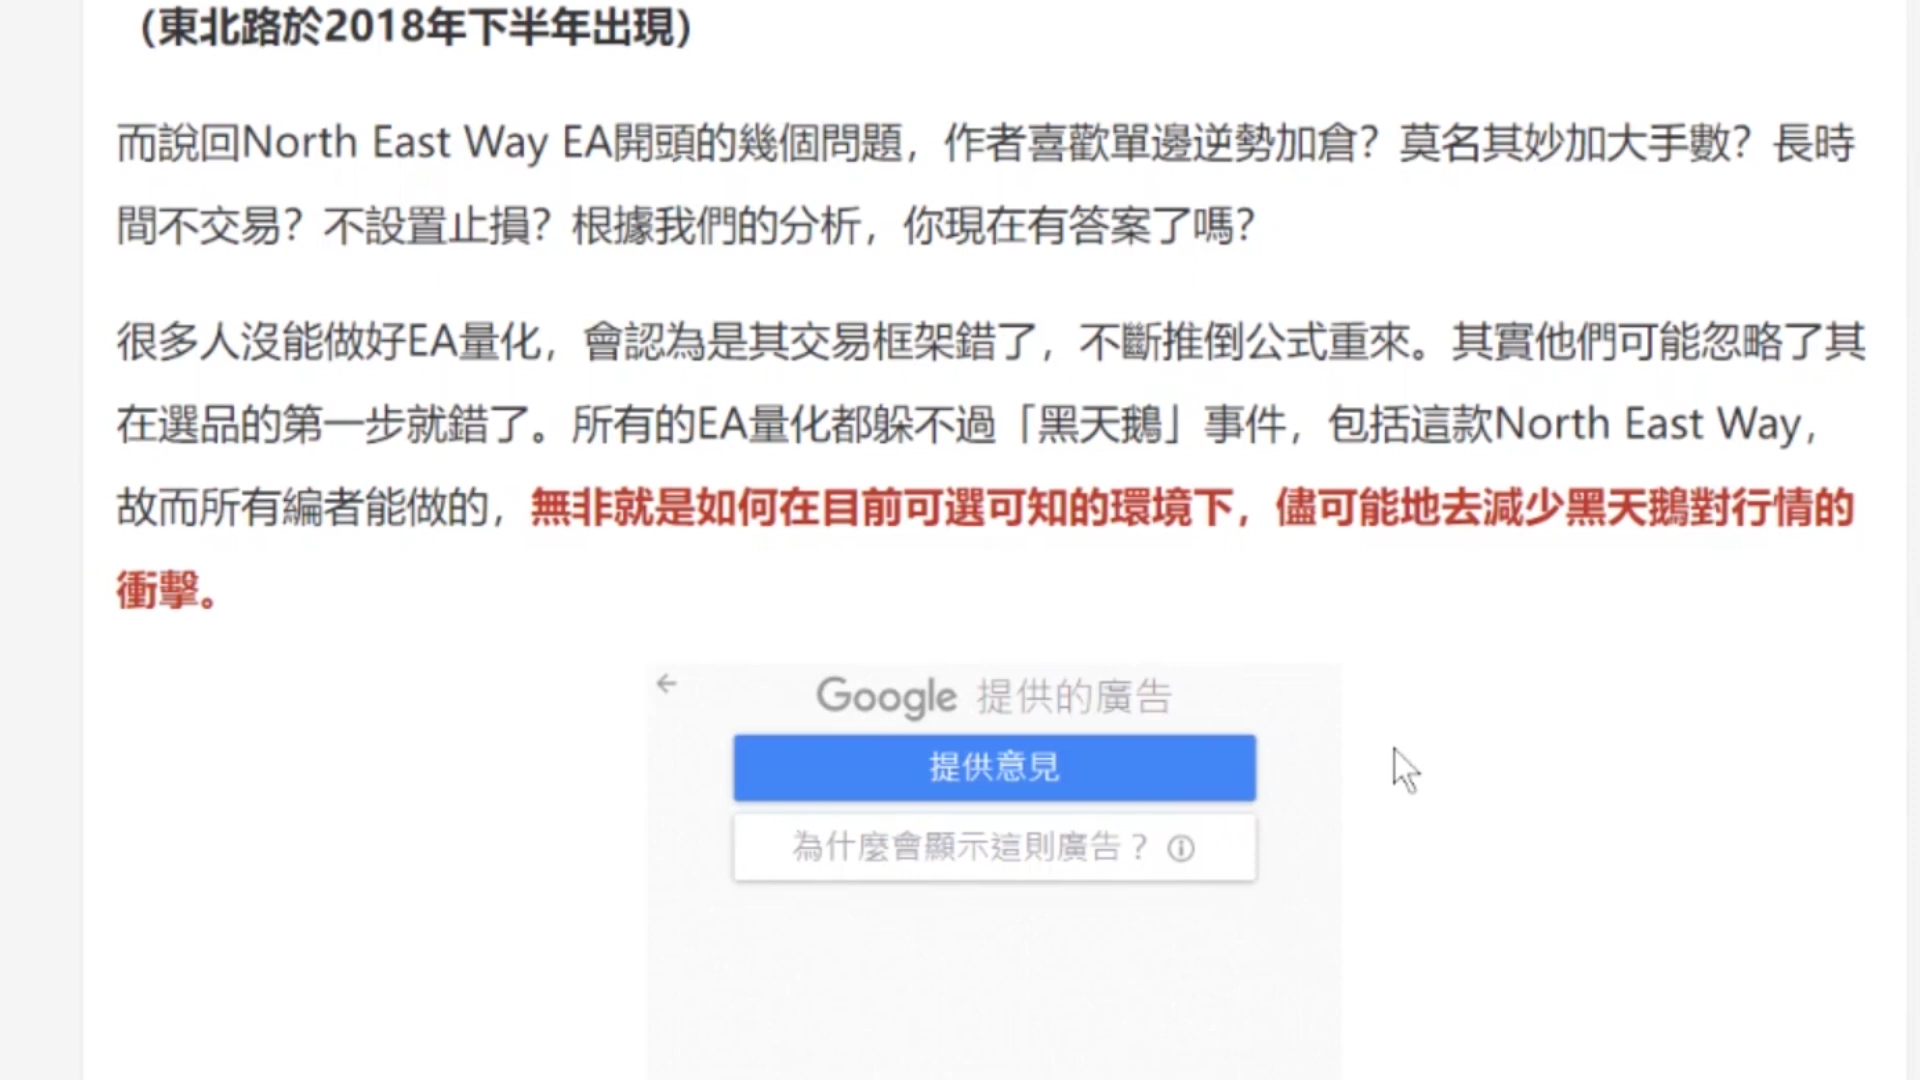 （東北路於2018年下半年出現）
而說回North East Way EA開頭的幾個問題，作者喜歡單邊逆勢加倉？莫名其妙加大手數？長時
間不交易？不設置止損？根據我們的分析，你現在有答案了嗎？
很多人沒能做好EA量化，會認為是其交易框架錯了，不斷推倒公式重來。其實他們可能忽略了其
在選品的第一步就錯了。所有的EA量化都躲不過「黑天鵝」事件，包括這款North East Way，
故而所有編者能做的，無非就是如何在目前可選可知的環境下，儘可能地去減少黑天鵝對行情的
衝擊。
Google 提供的廣告
提供意見
為什麼會顯示這則廣告？